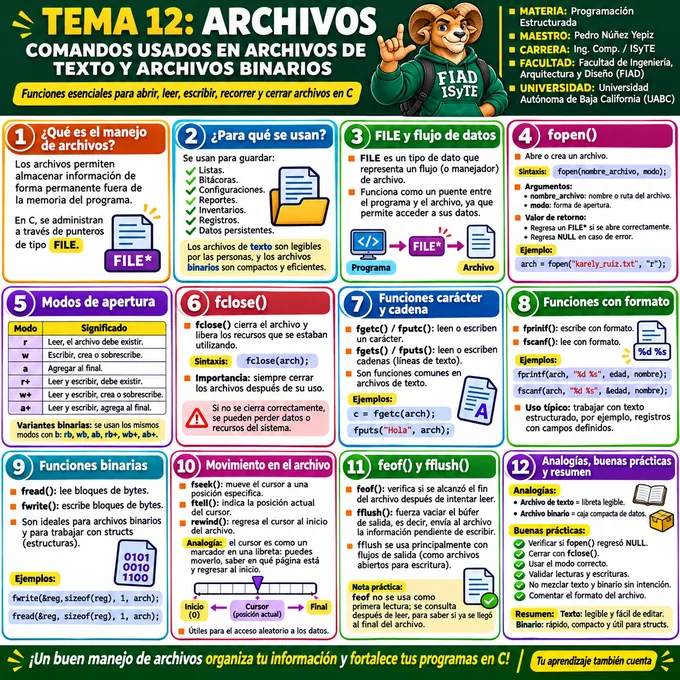 TEMA 12: ARCHIVOS
COMANDOS USADOS EN ARCHIVOS DE
TEXTO Y ARCHIVOS BINARIOS
Funciones esenciales para abrir, leer, escribir, recorrer y cerrar archivos en C
FIAD
ISyTE
MATERIA: Programación
Estructurada
MAESTRO: Pedro Núñez Yepiz
CARRERA: Ing. Comp. / ISyTE
FACULTAD: Facultad de Ingeniería,
Arquitectura y Diseño (FIAD)
UNIVERSIDAD: Universidad
Autónoma de Baja California (UABC)
1 ¿Qué es el manejo
de archivos?
Los archivos permiten
almacenar información de
forma permanente fuera de
la memoria del programa.
En C, se administran
a través de punteros
de tipo FILE.
FILE*
2 ¿Para qué se usan?
Se usan para guardar:
Listas.
Bitácoras.
Configuraciones.
Reportes.
Inventarios.
Registros.
Datos persistentes.
Los archivos de texto son legibles
por las personas, y los archivos
binarios son compactos y eficientes.
3 FILE y flujo de datos
FILE es un tipo de dato que
representa un flujo (o manejador)
de archivo.
Funciona como un puente entre
el programa y el archivo, ya que
permite acceder a sus datos.
</> FILE*
Programa Archivo
4 fopen()
Abre o crea un archivo.
Sintaxis: fopen(nombre_archivo, modo);
Argumentos:
• nombre_archivo: nombre o ruta del archivo.
• modo: forma de apertura.
Valor de retorno:
• Regresa un FILE* si se abre correctamente.
• Regresa NULL en caso de error.
Ejemplo:
arch = fopen("karely_ruiz.txt", "r");
5 Modos de apertura
Modo Significado
r Leer, el archivo debe existir.
w Escribir, crea o sobrescribe.
a Agregar al final.
r+ Leer y escribir, debe existir.
w+ Leer y escribir, crea o sobrescribe.
a+ Leer y escribir, agrega al final.
Variantes binarias: se usan los mismos
modos con b: rb, wb, ab, rb+, wb+, ab+.
6 fclose()
fclose() cierra el archivo y
libera los recursos que se estaban
utilizando.
Sintaxis: fclose(arch);
Importancia: siempre cerrar
los archivos después de su uso.
Si no se cierra correctamente,
se pueden perder datos o
recursos del sistema.
7 Funciones carácter y
cadena
fgetc() / fputc(): leen o escriben
un carácter.
fgets() / fputs(): leen o escriben
cadenas (líneas de texto).
Son funciones comunes en
archivos de texto.
Ejemplos:
c = fgetc(arch);
fputs("Hola", arch);
A
8 Funciones con formato
fprinif(): escribe con formato.
fscanf(): lee con formato.
%d %s
Ejemplos:
fprintf(arch, "%d %s", edad, nombre);
fscanf(arch, "%d %s", &edad, nombre);
Uso típico: trabajar con texto
estructurado, por ejemplo, registros
con campos definidos.
9 Funciones binarias
fread(): lee bloques de bytes.
fwrite(): escribe bloques de bytes.
Son ideales para archivos binarios
y para trabajar con structs
(estructuras).
0101
0010
1100
Ejemplos:
fwrite(&reg,sizeof(reg), 1, arch);
fread(&reg,sizeof(reg), 1, arch);
10 Movimiento en el archivo
fseek(): mueve el cursor a una
posición específica.
ftell(): indica la posición actual
del cursor.
rewind(): regresa el cursor al inicio
del archivo.
Analogía: el cursor es como un
marcador en una libreta: puedes
moverlo, saber en qué página está
y regresar al inicio.
Inicio Cursor Final
(0) (posición actual)
Útiles para el acceso aleatorio a los datos.
11 feof() y fflush()
feof(): verifica si se alcanzó el fin
del archivo después de intentar leer.
fflush(): fuerza vaciar el búfer
de salida, es decir, envía al archivo
la información pendiente de escribir.
fflush se usa principalmente con
flujos de salida (como archivos
abiertos para escritura).
Nota práctica:
feof no se usa como
primera lectura; se consulta
después de leer, para saber si ya se llegó
al final del archivo.
12 Analogías, buenas prácticas
y resumen
Analogías:
• Archivo de texto = libreta legible.
• Archivo binario = caja compacta de datos.
Buenas prácticas:
Verificar si fopen() regresó NULL.
Cerrar con fclose().
Usar el modo correcto.
Validar lecturas y escrituras.
No mezclar texto y binario sin intención.
Comentar el formato del archivo.
Resumen: Texto: legible y fácil de editar.
Binario: rápido, compacto y útil para structs.
¡Un buen manejo de archivos organiza tu información y fortalece tus programas en C!
Tu aprendizaje también cuenta